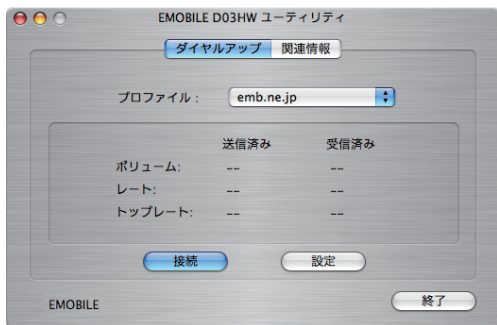 EMOBILE D03HW ユーティリティ
ダイヤルアップ 関連情報
プロファイル : emb.ne.jp
送信済み 受信済み
ボリューム: -- --
レート: -- --
トップレート: -- --
接続 設定
EMOBILE 終了